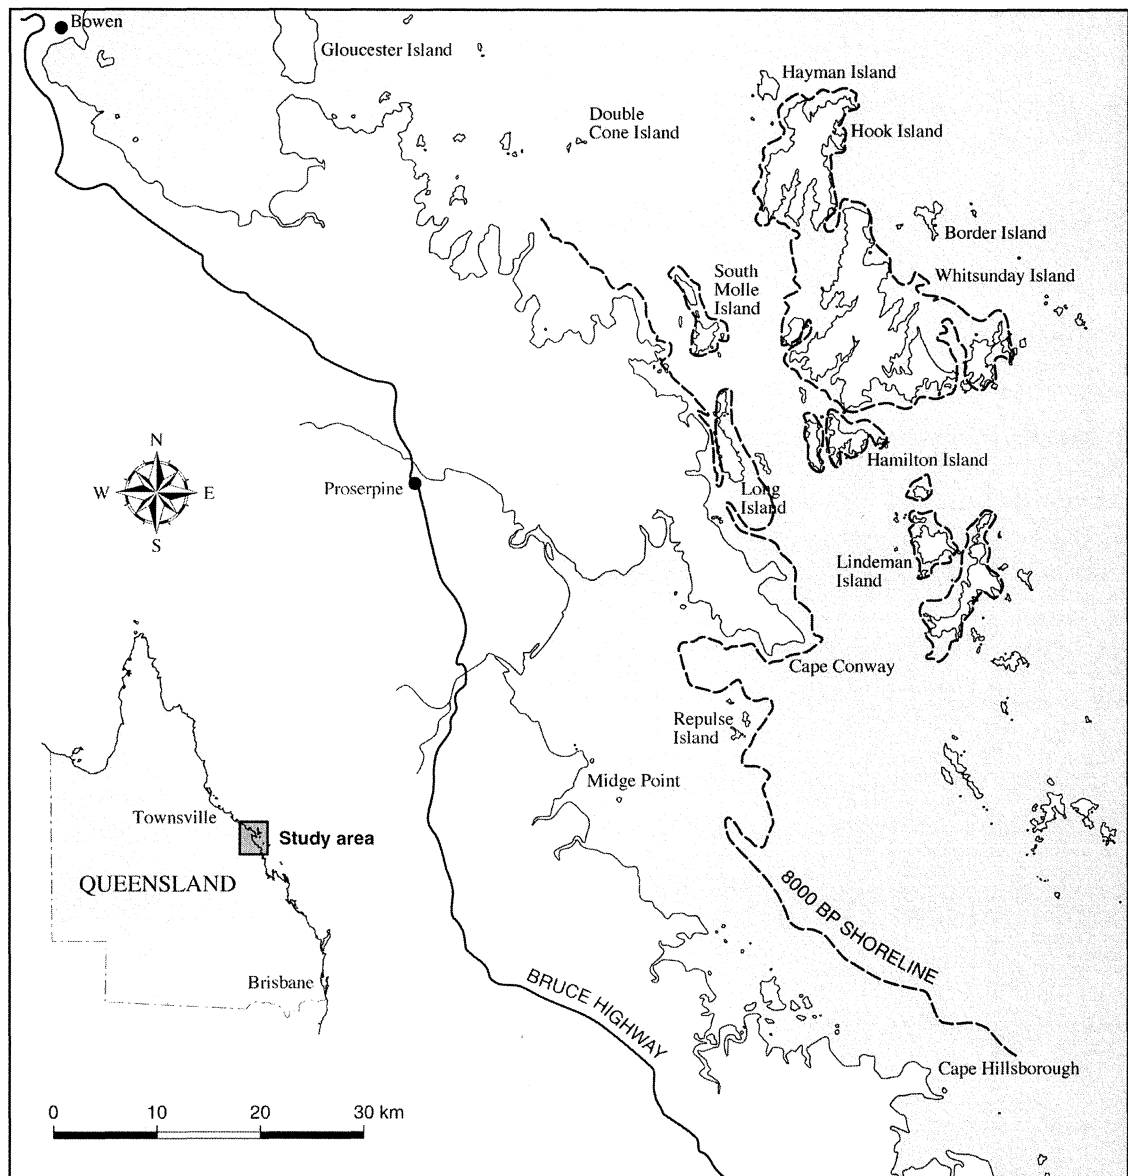 Bowen
Gloucester Island
Hayman Island
Double
Cone Island
Hook Island
Border Island
South
Molle
Island
Whitsunday Island
N
W
E
S
Proserpine
Hamilton Island
Long
Island
Lindeman
Island
Cape Conway
Repulse
Island
Midge Point
Townsville
Study area
QUEENSLAND
8000 BP SHORELINE
Brisbane
BRUCE HIGHWAY
Cape Hillsborough
0
10
20
30 km